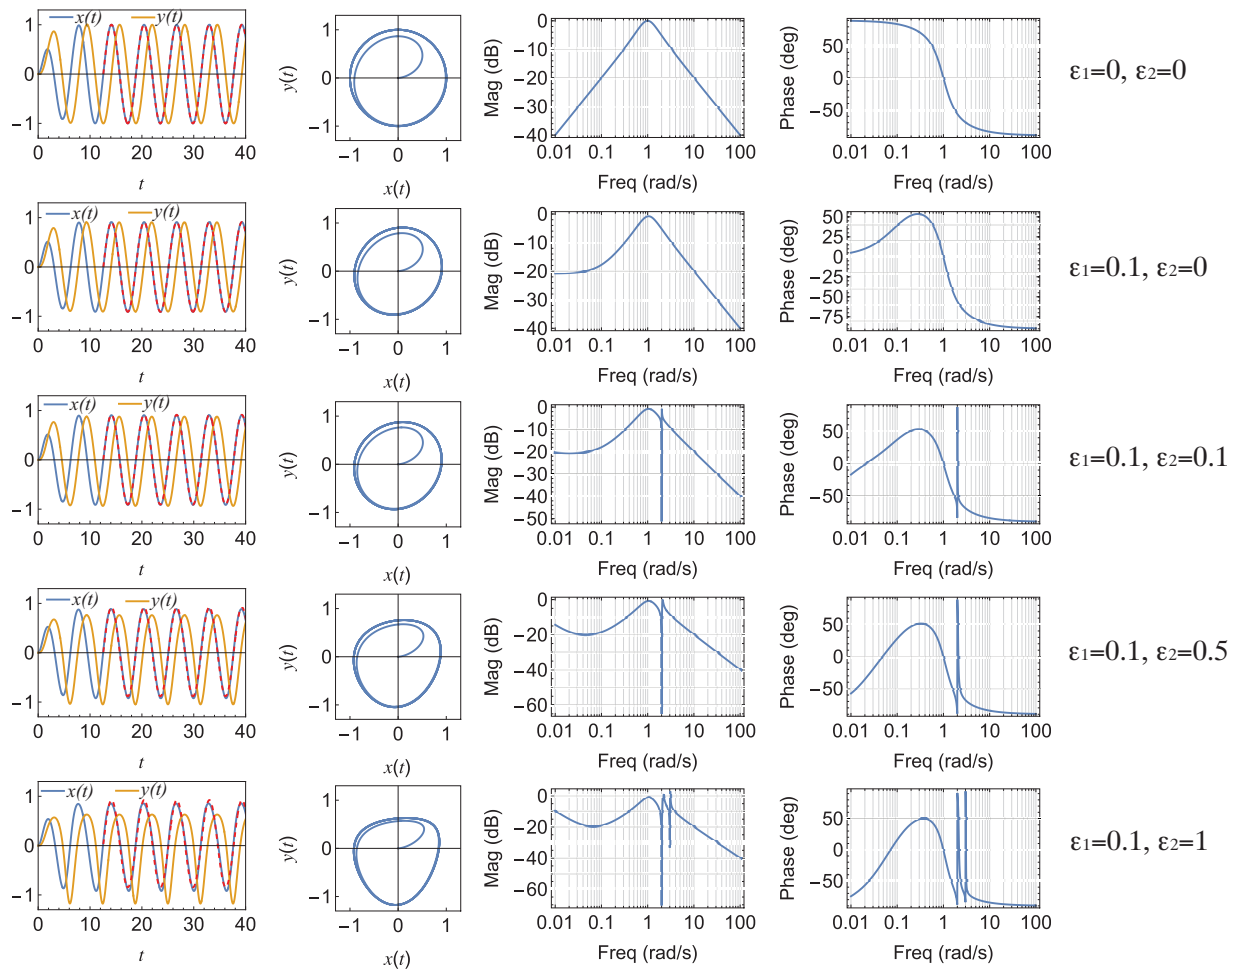 x(t) y(t)
1
0
−1
0 10 20 30 40
t
y(t)
1
0
−1
−1 0 1
x(t)
Mag (dB)
0
−10
−20
−30
−40
0.01 0.1 1 10 100
Freq (rad/s)
Phase (deg)
50
0
−50
0.01 0.1 1 10 100
Freq (rad/s)
ε1=0, ε2=0
x(t) y(t)
1
0
−1
0 10 20 30 40
t
y(t)
1
0
−1
−1 0 1
x(t)
Mag (dB)
0
−10
−20
−30
−40
0.01 0.1 1 10 100
Freq (rad/s)
Phase (deg)
50
25
0
−25
−50
−75
0.01 0.1 1 10 100
Freq (rad/s)
ε1=0.1, ε2=0
x(t) y(t)
1
0
−1
0 10 20 30 40
t
y(t)
1
0
−1
−1 0 1
x(t)
Mag (dB)
0
−10
−20
−30
−40
−50
0.01 0.1 1 10 100
Freq (rad/s)
Phase (deg)
50
0
−50
0.01 0.1 1 10 100
Freq (rad/s)
ε1=0.1, ε2=0.1
x(t) y(t)
1
0
−1
0 10 20 30 40
t
y(t)
1
0
−1
−1 0 1
x(t)
Mag (dB)
0
−20
−40
−60
0.01 0.1 1 10 100
Freq (rad/s)
Phase (deg)
50
0
−50
0.01 0.1 1 10 100
Freq (rad/s)
ε1=0.1, ε2=0.5
x(t) y(t)
1
0
−1
0 10 20 30 40
t
y(t)
1
0
−1
−1 0 1
x(t)
Mag (dB)
0
−20
−40
−60
0.01 0.1 1 10 100
Freq (rad/s)
Phase (deg)
50
0
−50
0.01 0.1 1 10 100
Freq (rad/s)
ε1=0.1, ε2=1